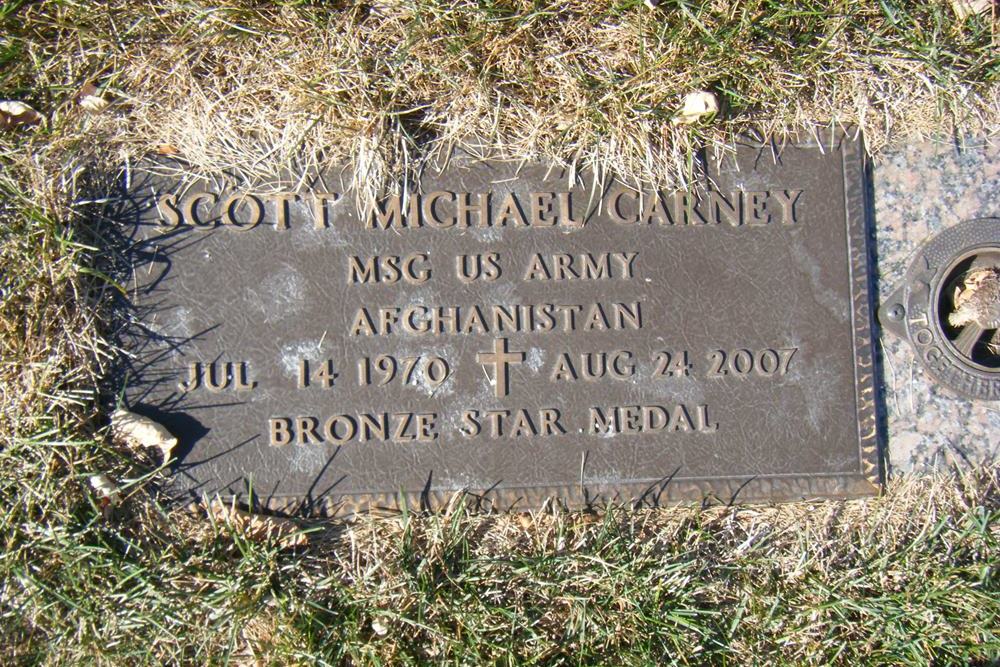 SCOTT MICHAEL CARNEY
MSG US ARMY
AFGHANISTAN
JUL 14 1970 AUG 24 2007
BRONZE STAR MEDAL